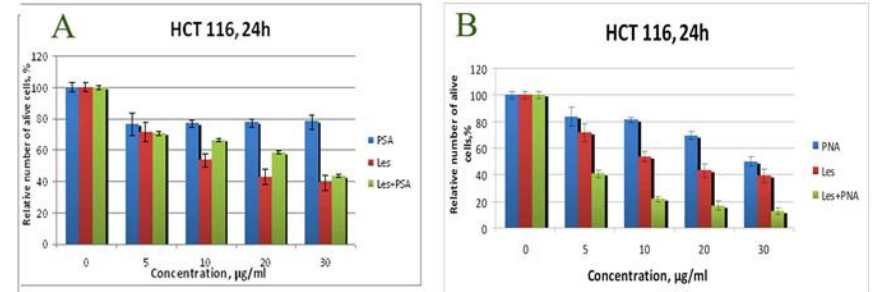 A
HCT 116, 24h
Relative number of alive cells, %
120
100
80
60
40
20
0
0 5 10 20 30
Concentration, µg/ml
PSA
Les
Les+PSA
B
HCT 116, 24h
Relative number of alive
cells,%
120
100
80
60
40
20
0
0 5 10 20 30
Concentration, µg/ml
PNA
Les
Les+PNA